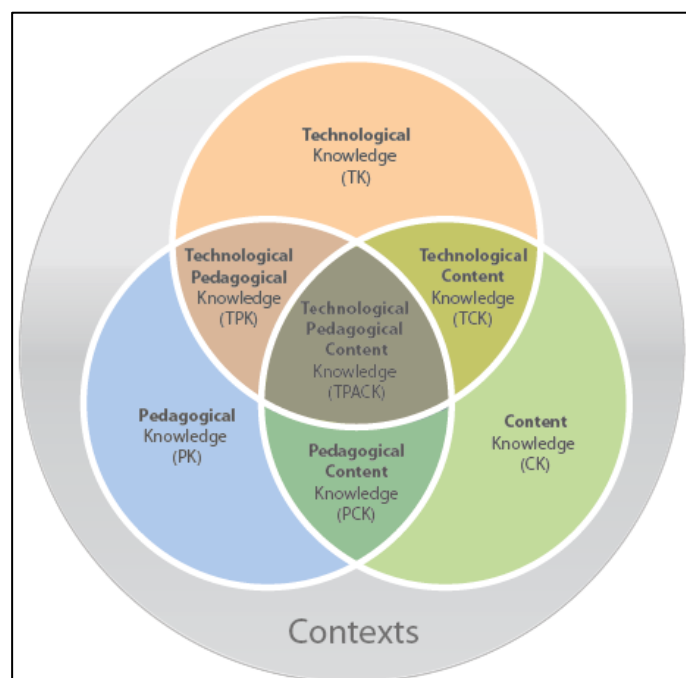 Technological
Knowledge
(TK)
Technological
Pedagogical
Knowledge
(TPK)
Technological
Content
Knowledge
(TCK)
Technological
Pedagogical
Content
Knowledge
(TPACK)
Pedagogical
Knowledge
(PK)
Content
Knowledge
(CK)
Pedagogical
Content
Knowledge
(PCK)
Contexts